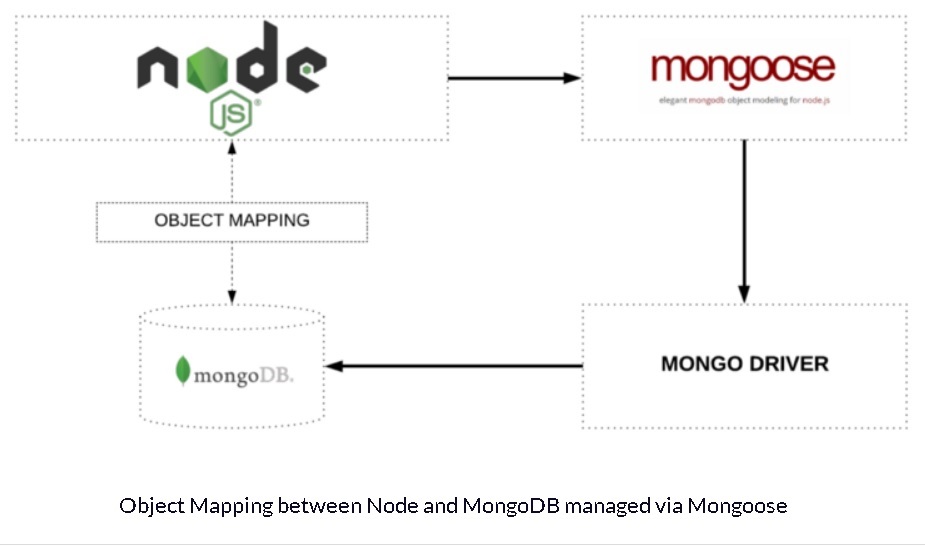 node
JS
®
mongoose
elegant mongodb object modeling for node.js
OBJECT MAPPING
mongoDB.
MONGO DRIVER
Object Mapping between Node and MongoDB managed via Mongoose